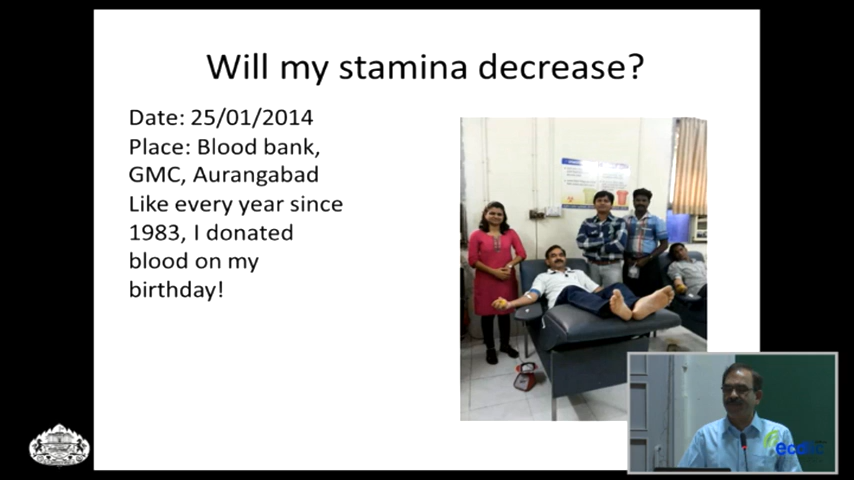 Will my stamina decrease?
Date: 25/01/2014
Place: Blood bank,
GMC, Aurangabad
Like every year since
1983, I donated
blood on my
birthday!